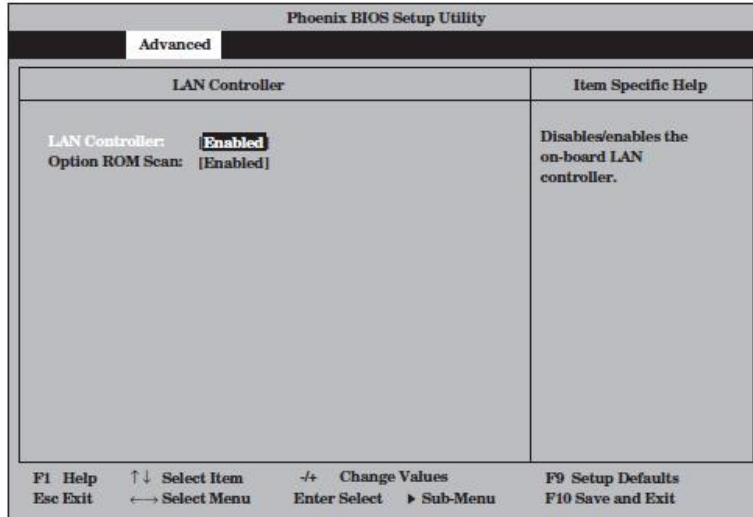 Phoenix BIOS Setup Utility
Advanced
LAN Controller
Item Specific Help
LAN Controller: [Enabled]
Option ROM Scan: [Enabled]
Disables/enables the
on-board LAN
controller.
F1 Help ↑↓ Select Item -/+ Change Values F9 Setup Defaults
Esc Exit ←→ Select Menu Enter Select ▶ Sub-Menu F10 Save and Exit